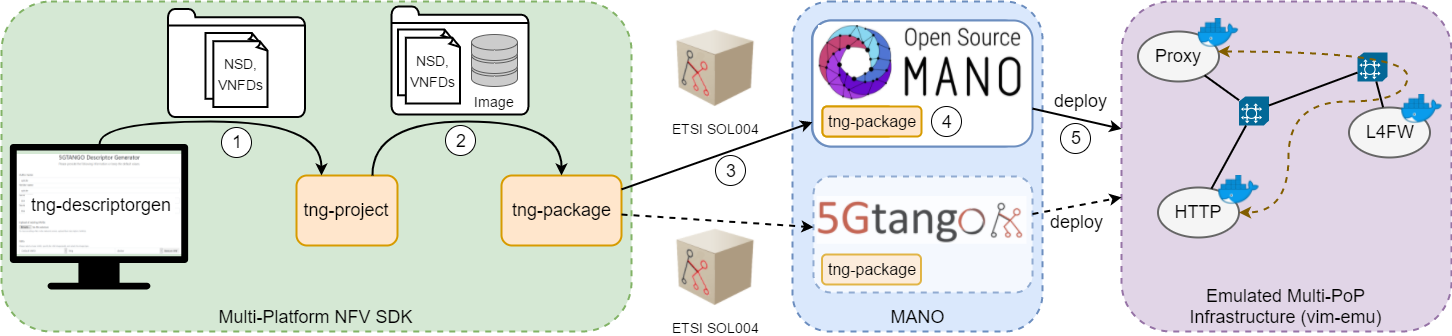 NSD,
VNFDs
1
NSD,
VNFDs
Image
2
5GTANGO Descriptor Generator
tng-descriptorgen
tng-project
tng-package
Multi-Platform NFV SDK
ETSI SOL004
3
ETSI SOL004
Open Source
MANO
tng-package
4
5Gtango
tng-package
MANO
deploy
5
deploy
Proxy
L4FW
HTTP
Emulated Multi-PoP
Infrastructure (vim-emu)